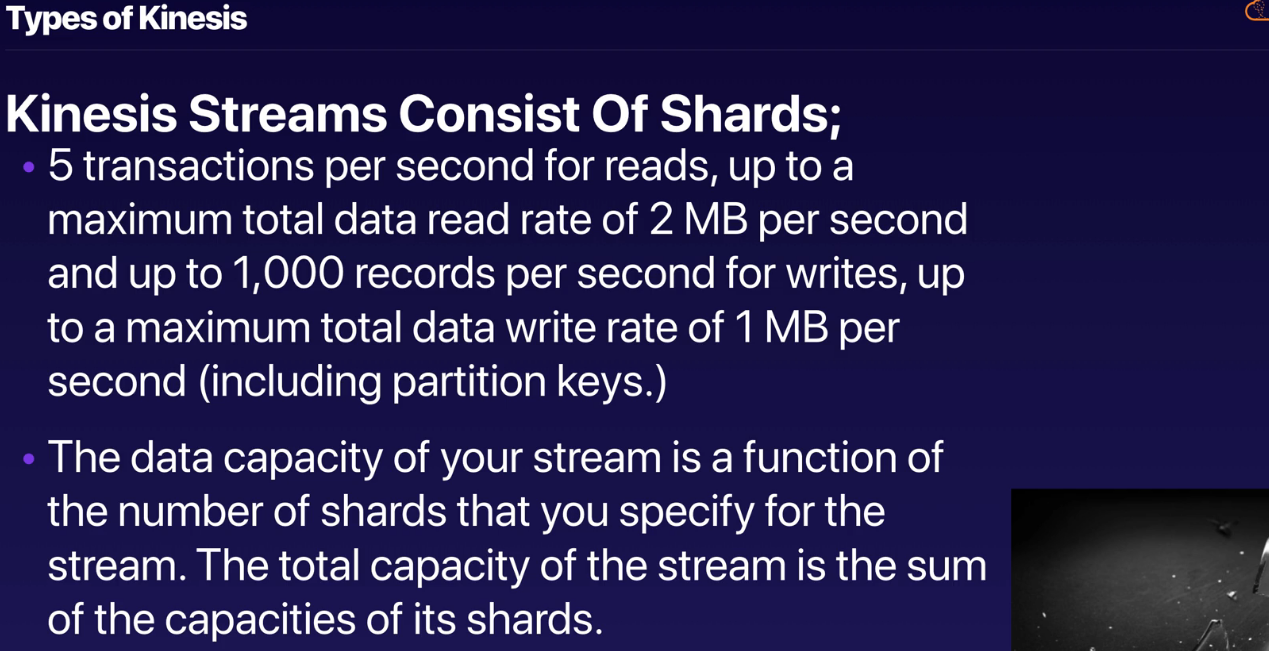 Types of Kinesis
Kinesis Streams Consist Of Shards;
• 5 transactions per second for reads, up to a
maximum total data read rate of 2 MB per second
and up to 1,000 records per second for writes, up
to a maximum total data write rate of 1 MB per
second (including partition keys.)
• The data capacity of your stream is a function of
the number of shards that you specify for the
stream. The total capacity of the stream is the sum
of the capacities of its shards.